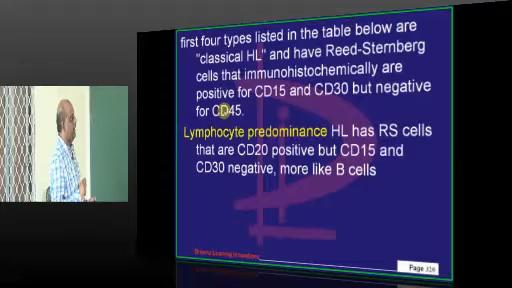 first four types listed in the table below are
"classical HL" and have Reed-Sternberg
cells that immunohistochemically are
positive for CD15 and CD30 but negative
for CD45.
Lymphocyte predominance HL has RS cells
that are CD20 positive but CD15 and
CD30 negative, more like B cells
Page